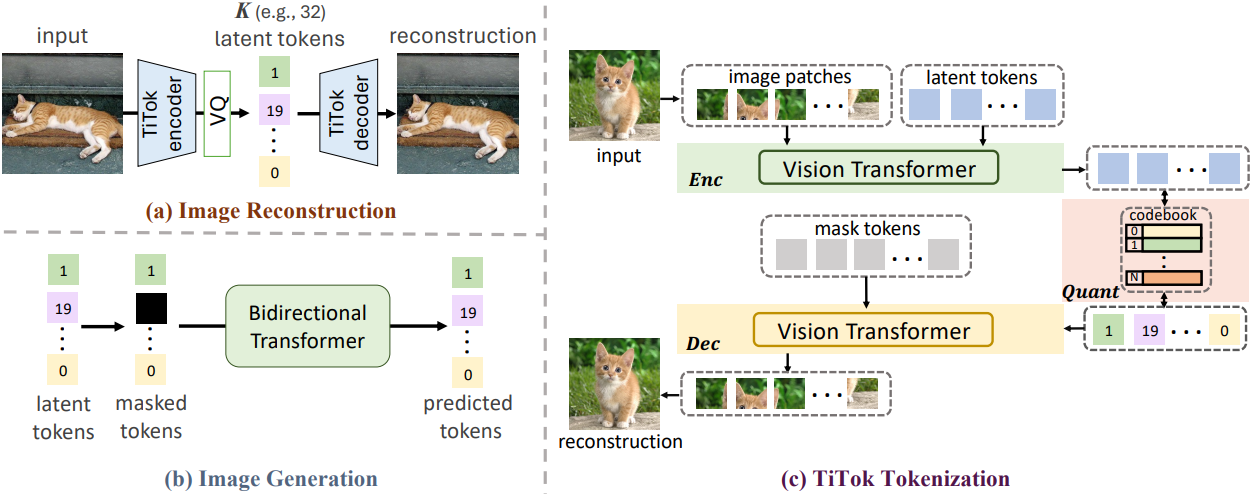 K (e.g., 32)
input
latent tokens
reconstruction
TiTok
encoder
VQ
1
19
0
TiTok
decoder
(a) Image Reconstruction
1
19
0
latent
tokens
1
0
masked
tokens
Bidirectional
Transformer
1
19
0
predicted
tokens
(b) Image Generation
input
image patches
latent tokens
Enc
Vision Transformer
codebook
0
1
N
Quant
mask tokens
1
19
0
Dec
Vision Transformer
reconstruction
(c) TiTok Tokenization